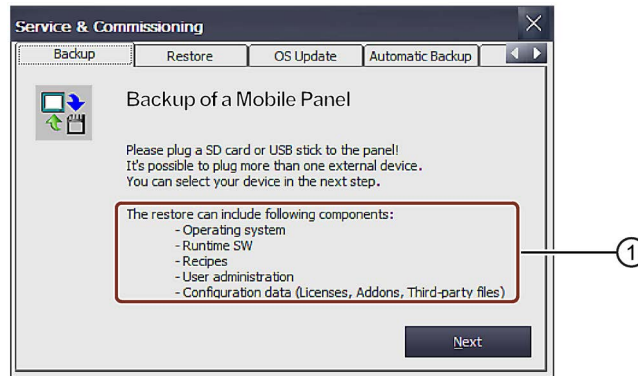 Service & Commissioning
Backup
Restore
OS Update
Automatic Backup
Backup of a Mobile Panel
Please plug a SD card or USB stick to the panel!
It's possible to plug more than one external device.
You can select your device in the next step.
The restore can include following components:
- Operating system
- Runtime SW
- Recipes
- User administration
- Configuration data (Licenses, Addons, Third-party files)
1
Next